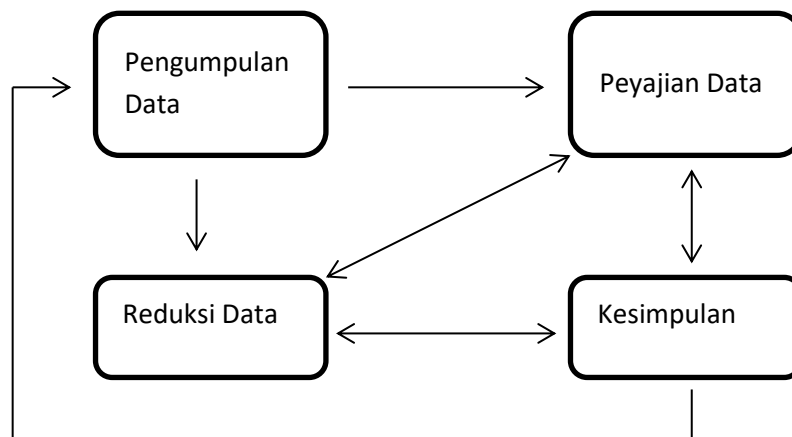 Pengumpulan
Data
Peyajian Data
Reduksi Data
Kesimpulan